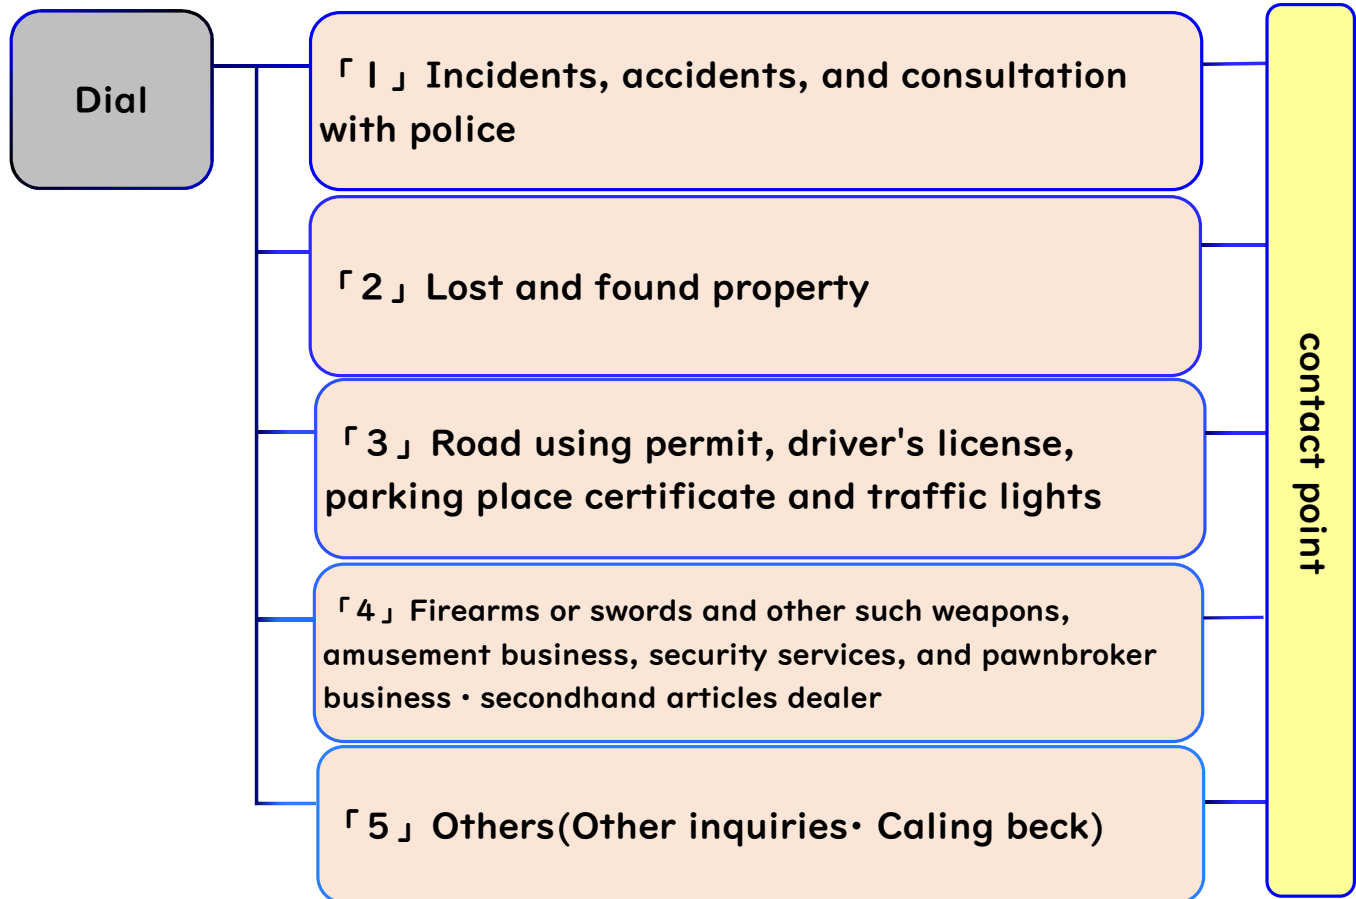 Dial
「1」Incidents, accidents, and consultation
with police
「2」Lost and found property
「3」Road using permit, driver's license,
parking place certificate and traffic lights
「4」Firearms or swords and other such weapons,
amusement business, security services, and pawnbroker
business・secondhand articles dealer
「5」Others(Other inquiries・ Caling beck)
contact point